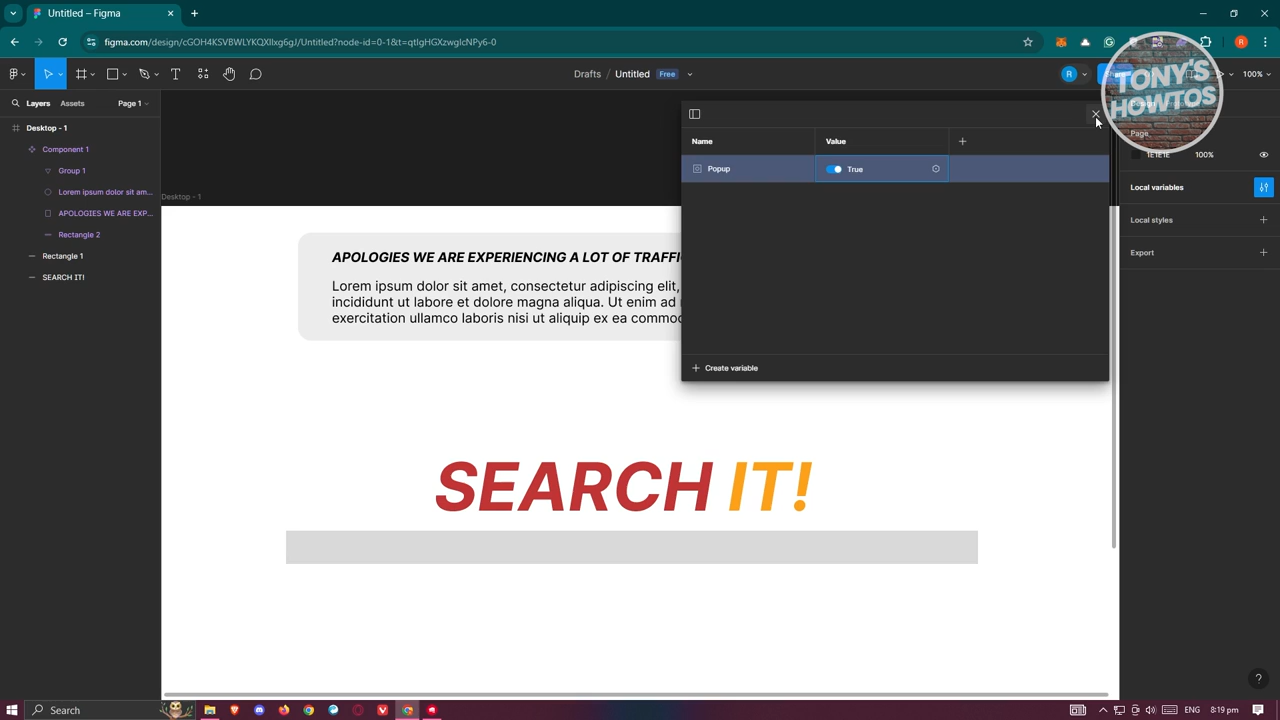 Untitled – Figma
figma.com/design/cGOH4KSVBWLYKQXIlxg6gJ/Untitled?node-id=0-1&t=qtlgHGXzwglcNPy6-0
Drafts / Untitled Free
R
100%
TONY'S
HOWTOS
Layers Assets Page 1
Desktop - 1
Component 1
Group 1
Lorem ipsum dolor sit am...
APOLOGIES WE ARE EXP...
Rectangle 2
Rectangle 1
SEARCH IT!
Desktop - 1
APOLOGIES WE ARE EXPERIENCING A LOT OF TRAFFI
Lorem ipsum dolor sit amet, consectetur adipiscing elit,
incididunt ut labore et dolore magna aliqua. Ut enim ad
exercitation ullamco laboris nisi ut aliquip ex ea commod
Name Value
Popup True
Create variable
SEARCH IT!
Page
1E1E1E 100%
Local variables
Local styles
Export
?
Search
ENG 8:19 pm